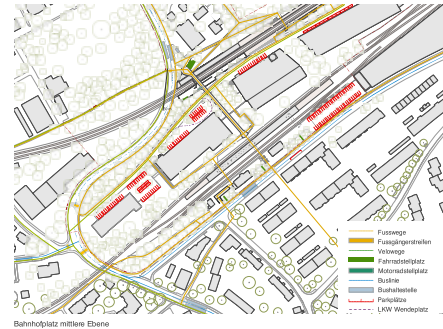 Fusswege
Fussgängerstreifen
Velowege
Fahrradstellplatz
Motorradstellplatz
Buslinie
Bushaltestelle
Parkplätze
LKW Wendeplatz
Bahnhofplatz mittlere Ebene